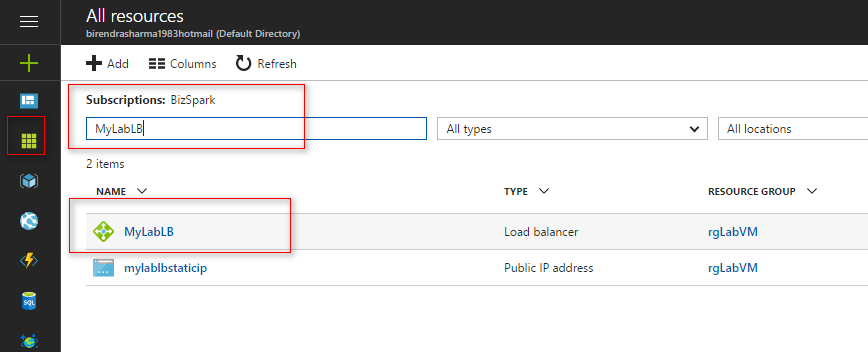 All resources
birendrasharma1983hotmail (Default Directory)
Add Columns Refresh
Subscriptions: BizSpark
MyLabLB All types All locations
2 items
NAME TYPE RESOURCE GROUP
MyLabLB Load balancer rgLabVM
mylablbstaticip Public IP address rgLabVM
SQL